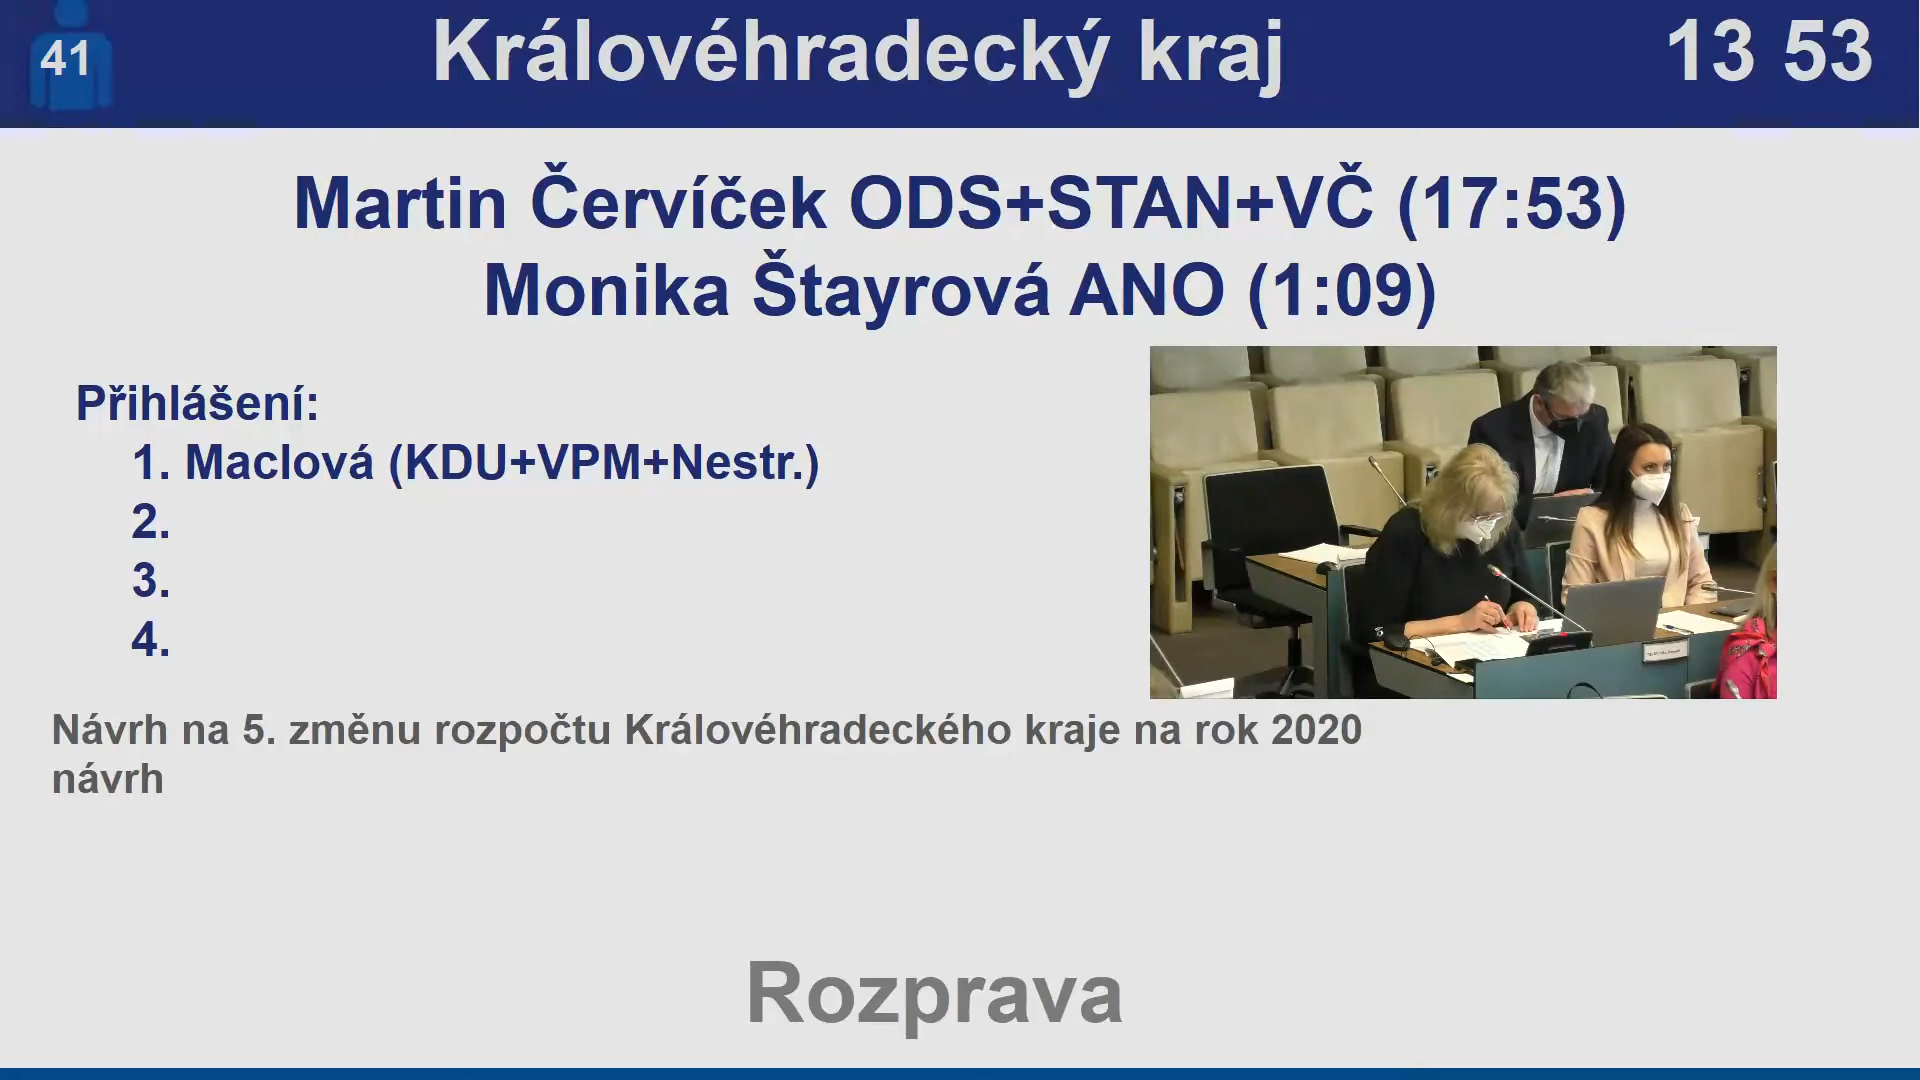 41
Královéhradecký kraj
13 53
Martin Červíček ODS+STAN+VČ (17:53)
Monika Štayrová ANO (1:09)
Přihlášení:
1. Maclová (KDU+VPM+Nestr.)
2.
3.
4.
Návrh na 5. změnu rozpočtu Královéhradeckého kraje na rok 2020
návrh
Rozprava